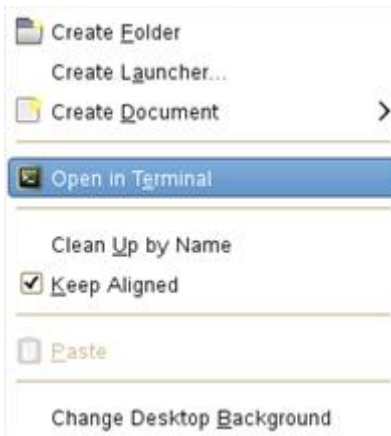 Create Folder
Create Launcher...
Create Document
Open in Terminal
Clean Up by Name
Keep Aligned
Paste
Change Desktop Background